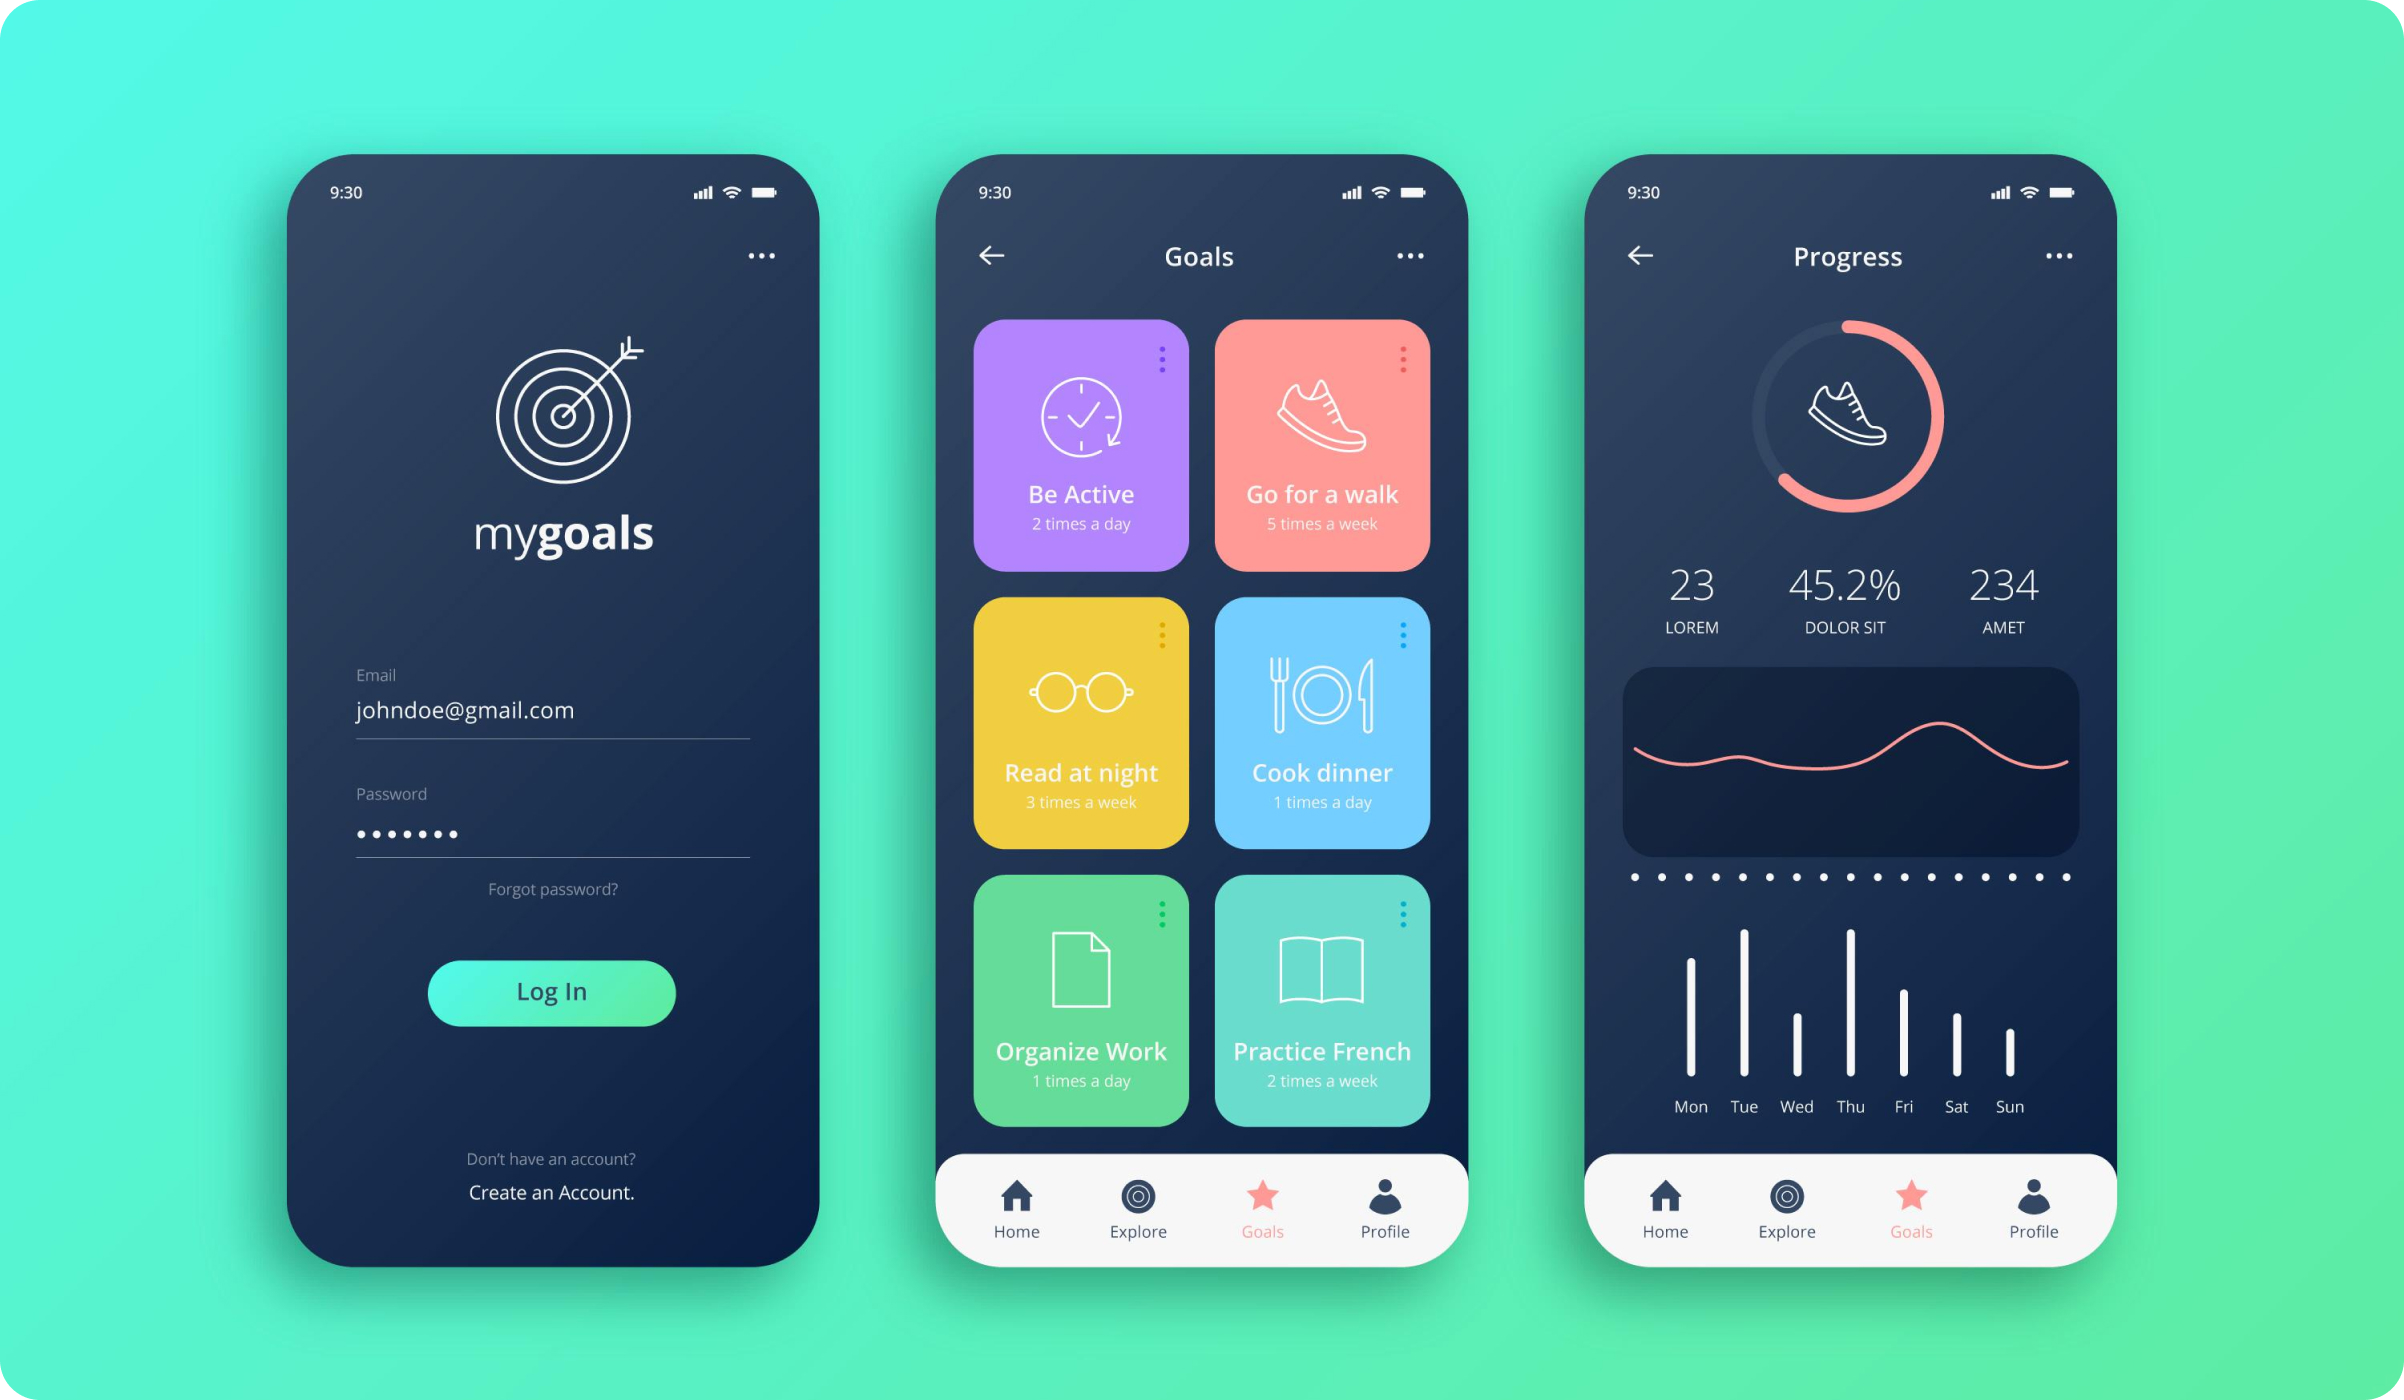 9:30
mygoals
Email
johndoe@gmail.com
Password
Forgot password?
Log In
Don't have an account?
Create an Account.
9:30
Goals
Be Active
2 times a day
Go for a walk
5 times a week
Read at night
3 times a week
Cook dinner
1 times a day
Organize Work
1 times a day
Practice French
2 times a week
Home Explore Goals Profile
9:30
Progress
23 45.2% 234
LOREM DOLOR SIT AMET
Mon Tue Wed Thu Fri Sat Sun
Home Explore Goals Profile